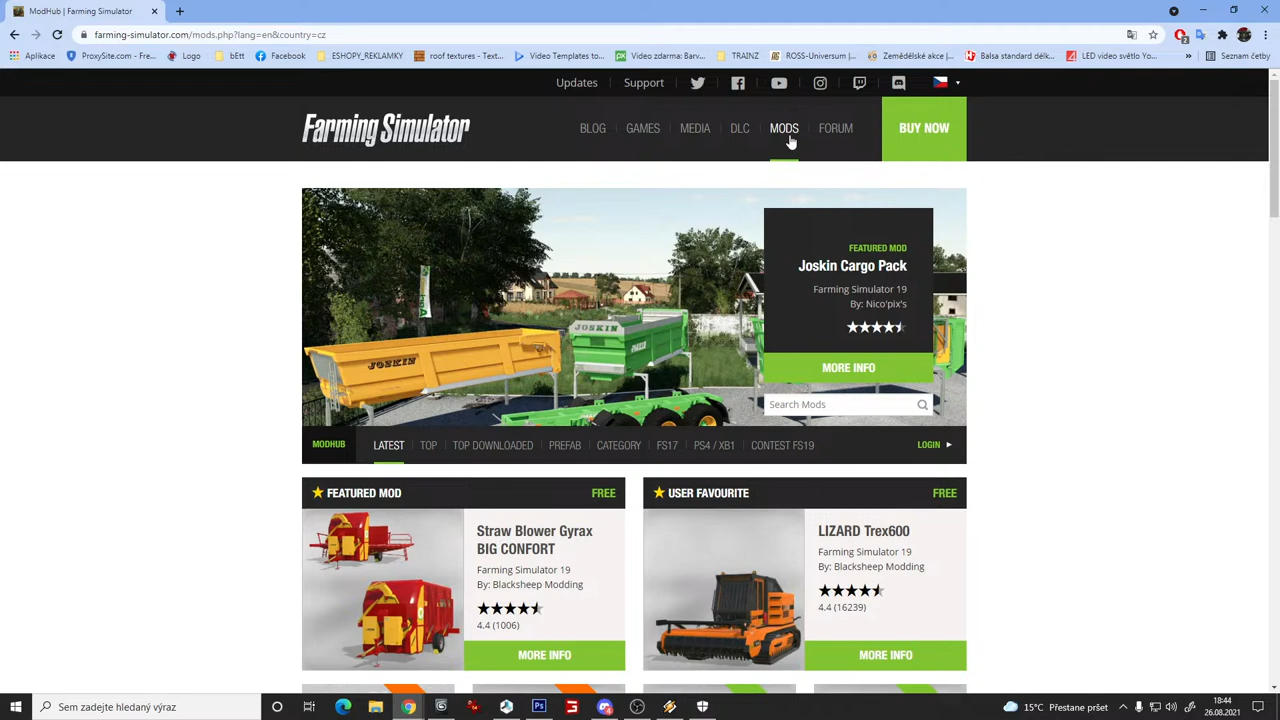 ModHub | Farming Simulator
farming-simulator.com/mods.php?lang=en&country=cz
Aplikace
ProxySite.com - Fre...
Logo
bEtt
Facebook
ESHOPY_REKLAMKY
roof textures - Text...
Video Templates to...
Video zdarma: Barv...
TRAINZ
ROSS-Universum |...
Zemědělské akce |...
Balsa standard délk...
LED video světlo Yo...
»
Seznam četby
Updates
Support
Farming Simulator
BLOG
GAMES
MEDIA
DLC
MODS
FORUM
BUY NOW
FEATURED MOD
Joskin Cargo Pack
Farming Simulator 19
By: Nico'pix's
MORE INFO
Search Mods
JOSKIN
JOSKIN
MODHUB
LATEST
TOP
TOP DOWNLOADED
PREFAB
CATEGORY
FS17
PS4 / XB1
CONTEST FS19
LOGIN
FEATURED MOD
FREE
Straw Blower Gyrax
BIG CONFORT
Farming Simulator 19
By: Blacksheep Modding
4.4 (1006)
MORE INFO
USER FAVOURITE
FREE
LIZARD Trex600
Farming Simulator 19
By: Blacksheep Modding
4.4 (16239)
MORE INFO
Sem zadejte hledaný výraz
15°C Přestane pršet
18:44
26.08.2021